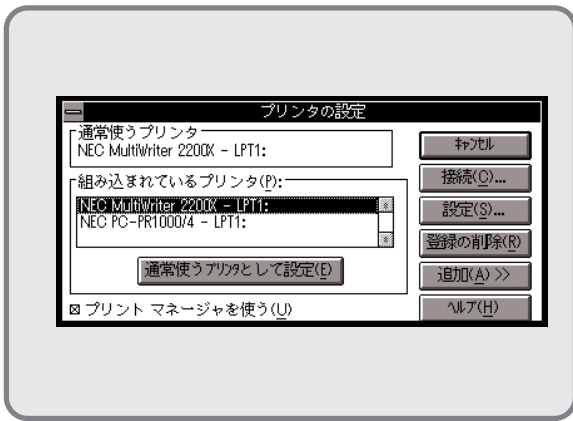 プリンタの設定
通常使うプリンタ
NEC MultiWriter 2200X - LPT1:
組み込まれているプリンタ(P):
NEC MultiWriter 2200X - LPT1:
NEC PC-PR1000/4 - LPT1:
通常使うプリンタとして設定(E)
プリント マネージャを使う(U)
キャンセル
接続(C)...
設定(S)...
登録の削除(R)
追加(A) >>
ヘルプ(H)